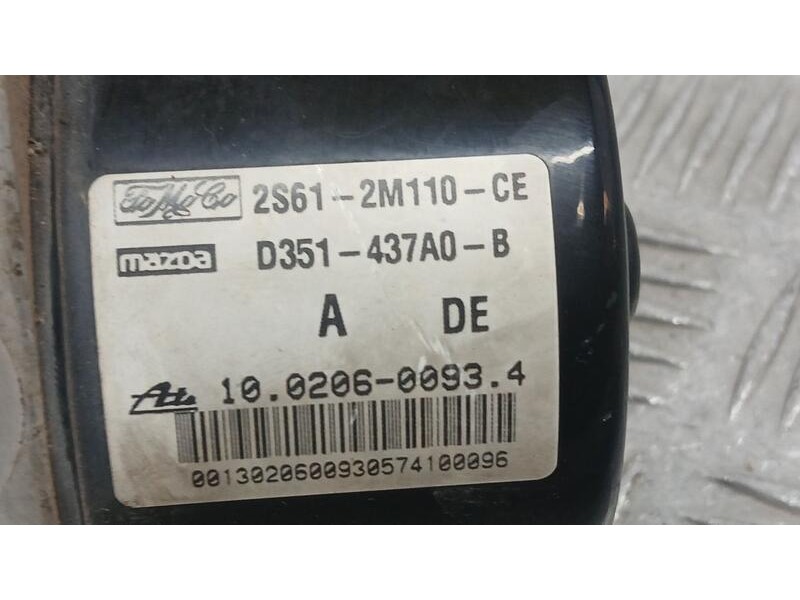 FoMoCo 2S61-2M110-CE
mazda D351-437A0-B
A DE
Ate 10.0206-0093.4
0013020600930574100096